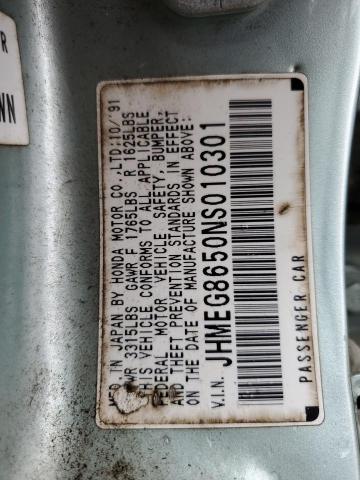 MFD. IN JAPAN BY HONDA MOTOR CO.,LTD:10/'91
GVWR 3315LBS GAWR F 1765LBS R 1625LBS
THIS VEHICLE CONFORMS TO ALL APPLICABLE
FEDERAL MOTOR VEHICLE SAFETY, BUMPER,
AND THEFT PREVENTION STANDARDS IN EFFECT
ON THE DATE OF MANUFACTURE SHOWN ABOVE
V.I.N. JHMEG8650NS010301
PASSENGER CAR
R
WN